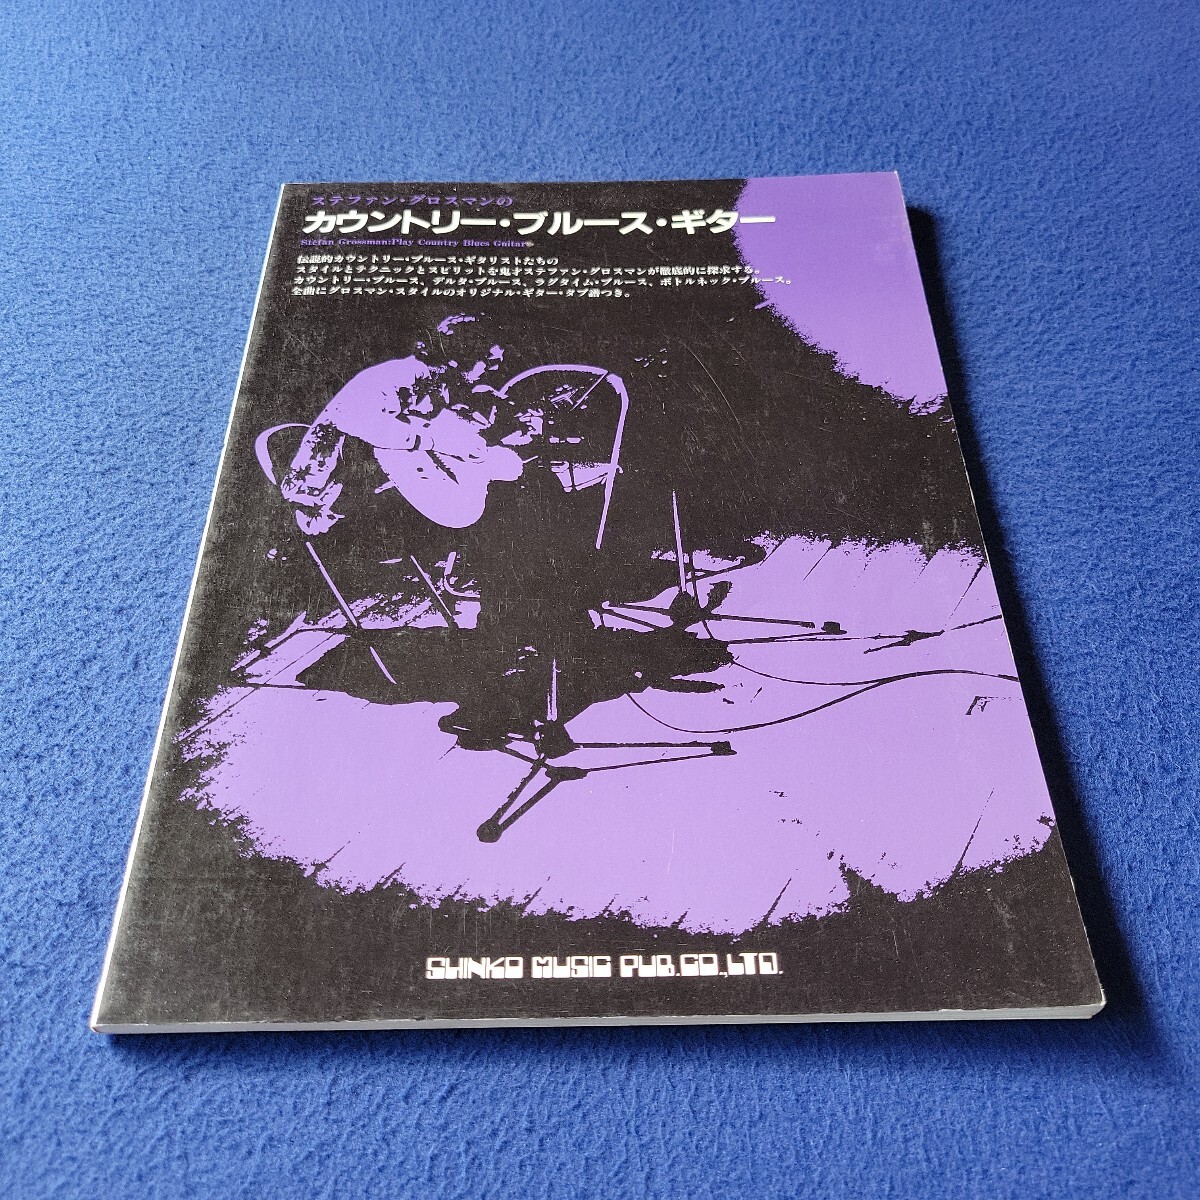 ステファン・グロスマンの
カウントリー・ブルース・ギター
Stefan Grossman:Play Country Blues Guitar
伝説的カウントリー・ブルース・ギタリストたちの
スタイルとテクニックとスピリットを鬼才ステファン・グロスマンが徹底的に探求する。
カウントリー・ブルース、デルタ・ブルース、ラグタイム・ブルース、ボトルネック・ブルース。
全曲にグロスマン・スタイルのオリジナル・ギター・タブ譜つき。
SHINKO MUSIC PUB.CO.,LTD.